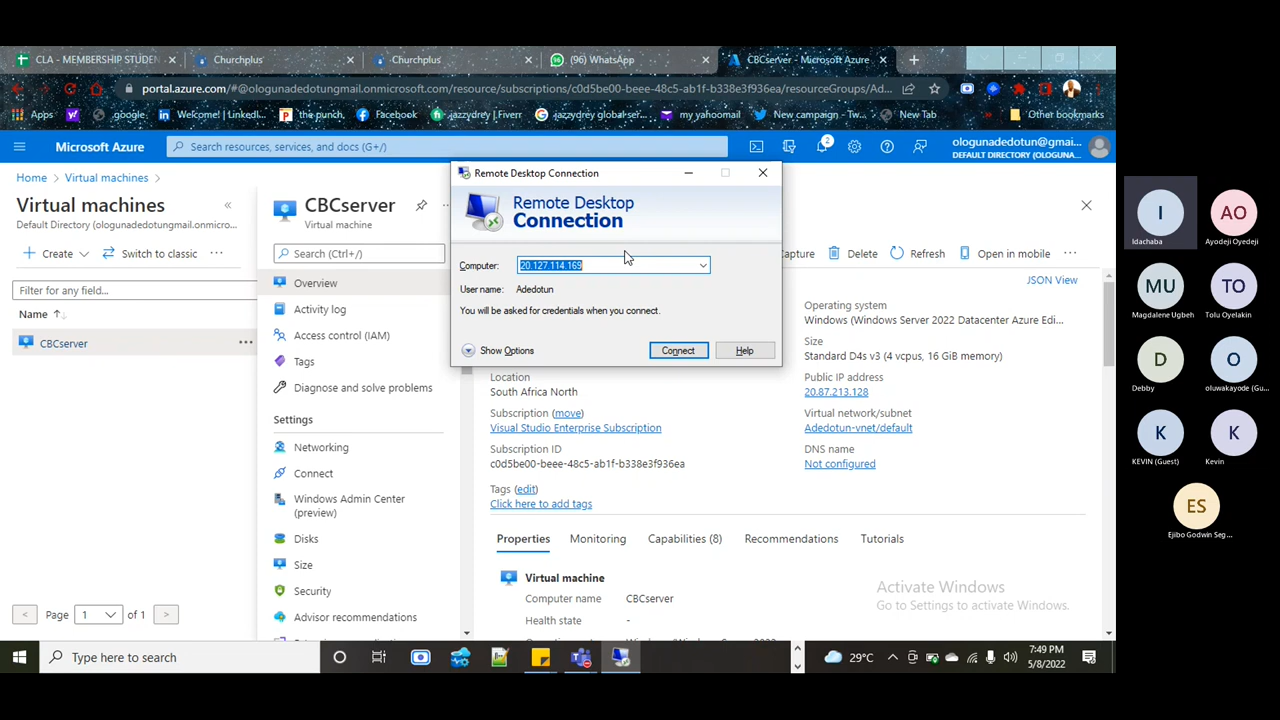 CLA - MEMBERSHIP STUDEN
Churchplus
Churchplus
(96) WhatsApp
CBCserver - Microsoft Azure
portal.azure.com/#@ologunadedotungmail.onmicrosoft.com/resource/subscriptions/c0d5be00-beee-48c5-ab1f-b338e3f936ea/resourceGroups/Ad...
Apps
.google
Welcome! | LinkedI...
the punch,
Facebook
jazzydrey |.Fiverr
jazzydrey global-ser...
my yahoomail
New campaign - Tw...
New Tab
»
Other bookmarks
Microsoft Azure
Search resources, services, and docs (G+/)
2
ologunadedotun@gmai...
DEFAULT DIRECTORY (OLOGUNA...
Home > Virtual machines >
Virtual machines
«
Default Directory (ologunadedotungmail.onmicro...
Create
Switch to classic
...
Filter for any field...
Name ↑
CBCserver
...
< Page 1 of 1 >
CBCserver
Virtual machine
Search (Ctrl+/)
Overview
Activity log
Access control (IAM)
Tags
Diagnose and solve problems
Settings
Networking
Connect
Windows Admin Center
(preview)
Disks
Size
Security
Advisor recommendations
Remote Desktop Connection
Remote Desktop
Connection
Computer: 20.127.114.169
User name: Adedotun
You will be asked for credentials when you connect.
Show Options
Connect
Help
apture
Delete
Refresh
Open in mobile
...
JSON View
Operating system
Windows (Windows Server 2022 Datacenter Azure Edi...
Size
Standard D4s v3 (4 vcpus, 16 GiB memory)
Location
South Africa North
Public IP address
20.87.213.128
Subscription (move)
Visual Studio Enterprise Subscription
Virtual network/subnet
Adedotun-vnet/default
Subscription ID
c0d5be00-beee-48c5-ab1f-b338e3f936ea
DNS name
Not configured
Tags (edit)
Click here to add tags
Properties
Monitoring
Capabilities (8)
Recommendations
Tutorials
Virtual machine
Computer name CBCserver
Health state -
Activate Windows
Go to Settings to activate Windows.
Type here to search
29°C
7:49 PM
5/8/2022
I
Idachaba
AO
Ayodeji Oyedeji
MU
Magdalene Ugbeh
TO
Tolu Oyelakin
D
Debby
O
oluwakayode (Gu...
K
KEVIN (Guest)
K
Kevin
ES
Ejibo Godwin Seg...